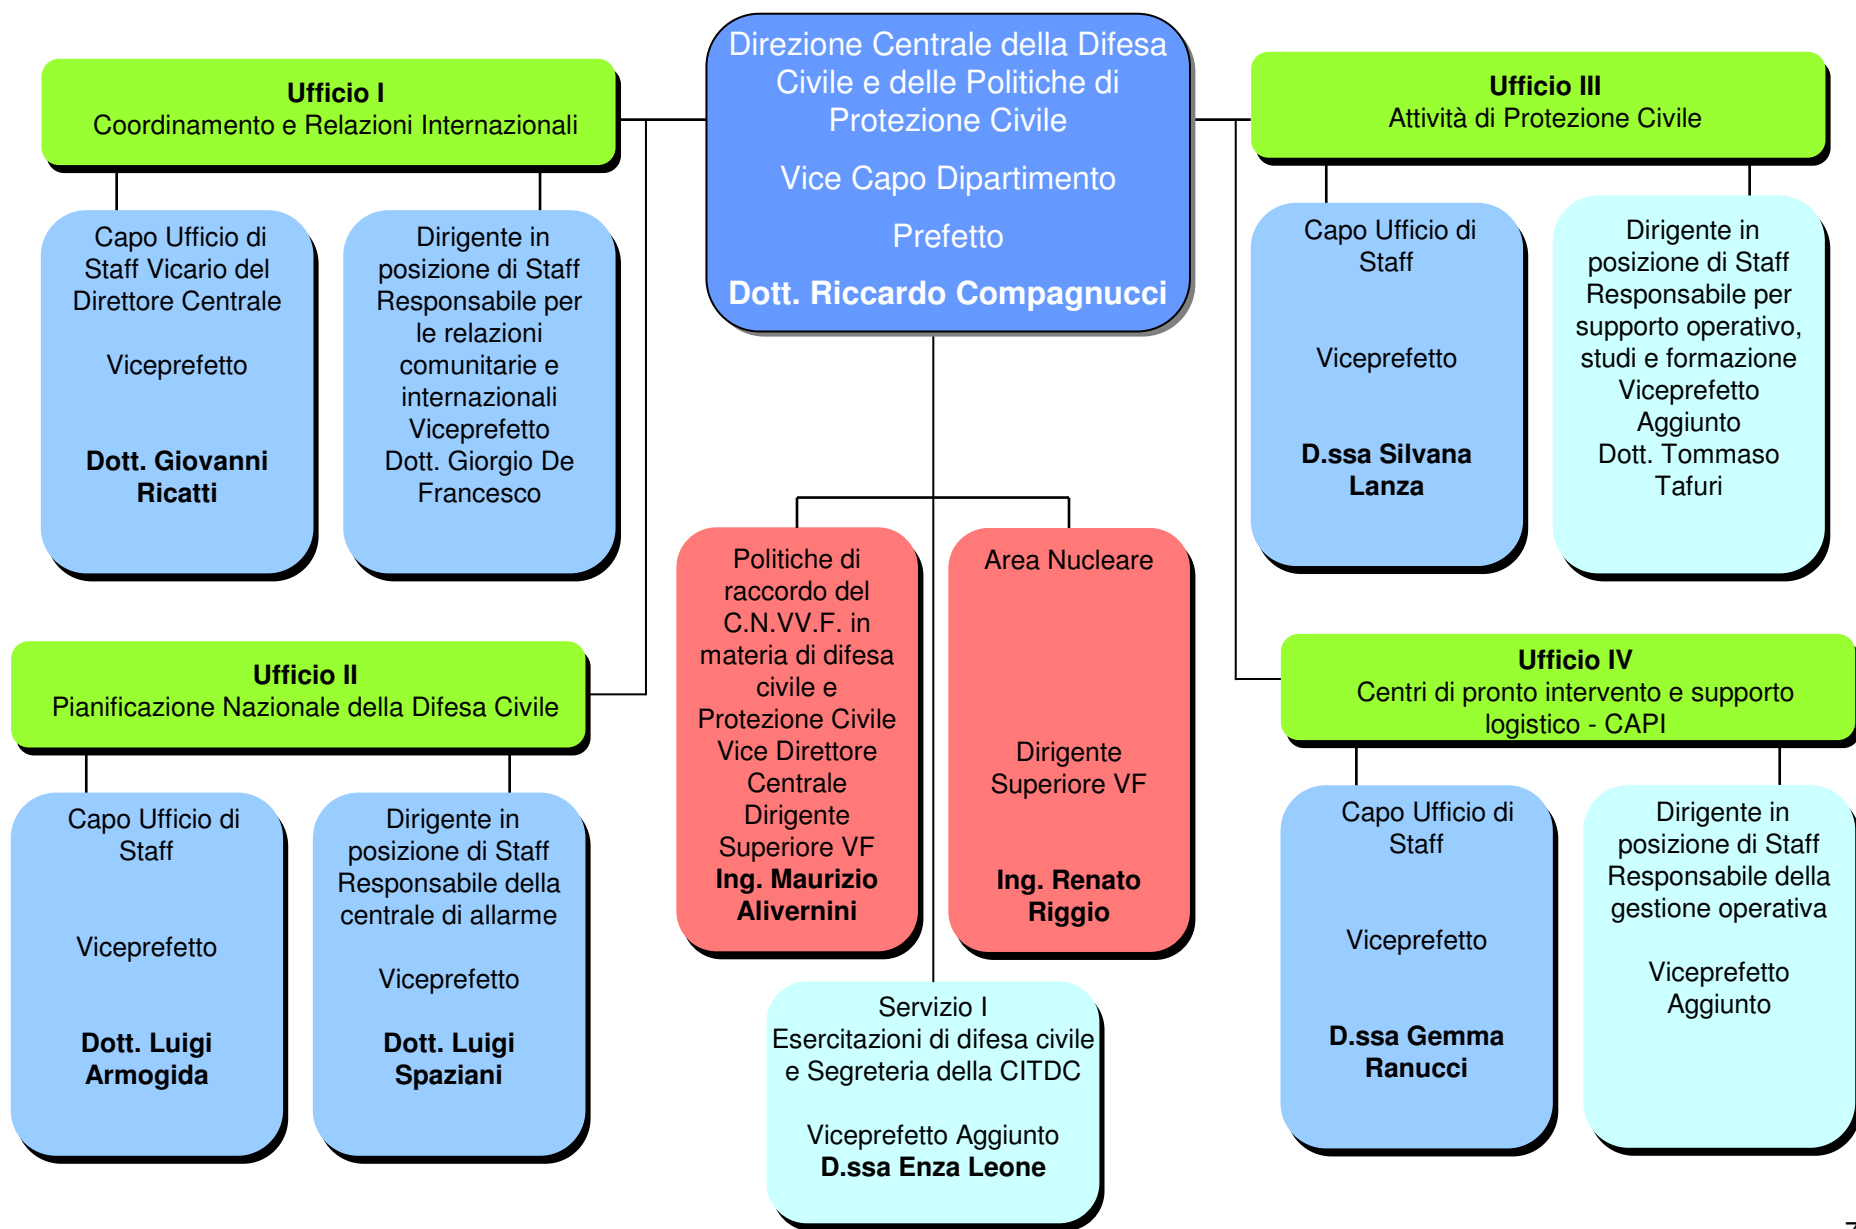 Direzione Centrale della Difesa
Civile e delle Politiche di
Protezione Civile
Vice Capo Dipartimento
Prefetto
Dott. Riccardo Compagnucci
Ufficio I
Coordinamento e Relazioni Internazionali
Capo Ufficio di
Staff Vicario del
Direttore Centrale
Viceprefetto
Dott. Giovanni
Ricatti
Dirigente in
posizione di Staff
Responsabile per
le relazioni
comunitarie e
internazionali
Viceprefetto
Dott. Giorgio De
Francesco
Ufficio III
Attività di Protezione Civile
Capo Ufficio di
Staff
Viceprefetto
D.ssa Silvana
Lanza
Dirigente in
posizione di Staff
Responsabile per
supporto operativo,
studi e formazione
Viceprefetto
Aggiunto
Dott. Tommaso
Tafuri
Politiche di
raccordo del
C.N.VV.F. in
materia di difesa
civile e
Protezione Civile
Vice Direttore
Centrale
Dirigente
Superiore VF
Ing. Maurizio
Alivernini
Area Nucleare
Dirigente
Superiore VF
Ing. Renato
Riggio
Ufficio II
Pianificazione Nazionale della Difesa Civile
Capo Ufficio di
Staff
Viceprefetto
Dott. Luigi
Armogida
Dirigente in
posizione di Staff
Responsabile della
centrale di allarme
Viceprefetto
Dott. Luigi
Spaziani
Ufficio IV
Centri di pronto intervento e supporto
logistico - CAPI
Capo Ufficio di
Staff
Viceprefetto
D.ssa Gemma
Ranucci
Dirigente in
posizione di Staff
Responsabile della
gestione operativa
Viceprefetto
Aggiunto
Servizio I
Esercitazioni di difesa civile
e Segreteria della CITDC
Viceprefetto Aggiunto
D.ssa Enza Leone